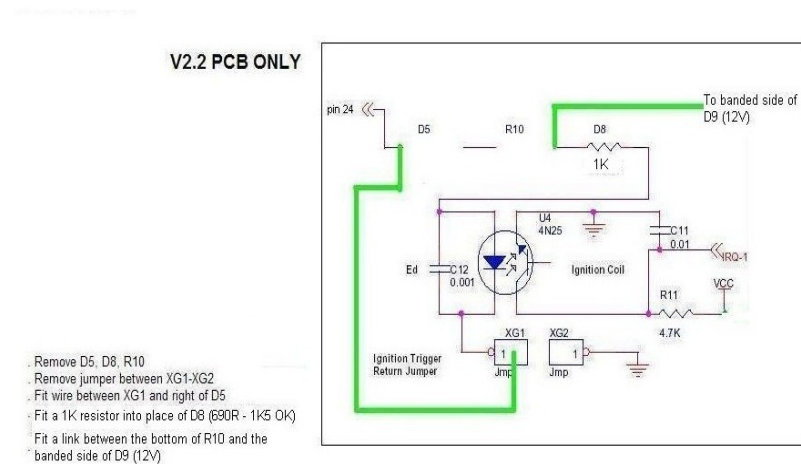 V2.2 PCB ONLY
To banded side of
D9 (12V)
pin 24
D5
R10
D8
1K
U4
4N25
C11
0.01
IRQ-1
Ed
C12
0.001
Ignition Coil
VCC
R11
4.7K
XG1
XG2
1
1
Jmp
Jmp
Ignition Trigger
Return Jumper
. Remove D5, D8, R10
. Remove jumper between XG1-XG2
. Fit wire between XG1 and right of D5
- Fit a 1K resistor into place of D8 (690R - 1K5 OK)
Fit a link between the bottom of R10 and the
banded side of D9 (12V)